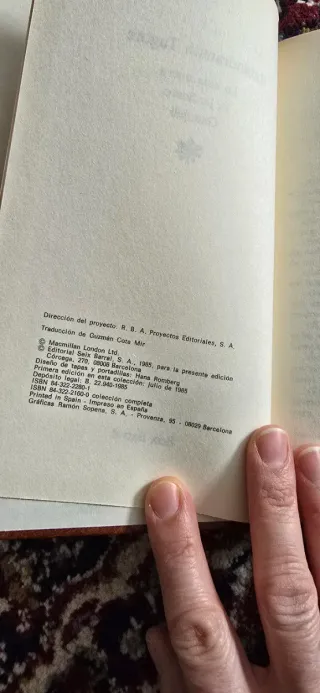 Dirección del proyecto: R. B. A. Proyectos Editoriales, S. A.
Traducción de Guzmán Cota Mir
© Macmillan London Ltd.
© Editorial Seix Barral, S. A., 1985, para la presente edición
Córcega, 270, 08008 Barcelona
Diseño de tapas y portadillas: Hans Romberg
Primera edición en esta colección: julio de 1985
Depósito legal: B. 22.940-1985
ISBN 84-322-2280-1
ISBN 84-322-2160-0 colección completa
Printed in Spain - Impreso en España
Gráficas Ramón Sopena, S. A. - Provenza, 95 - 08029 Barcelona